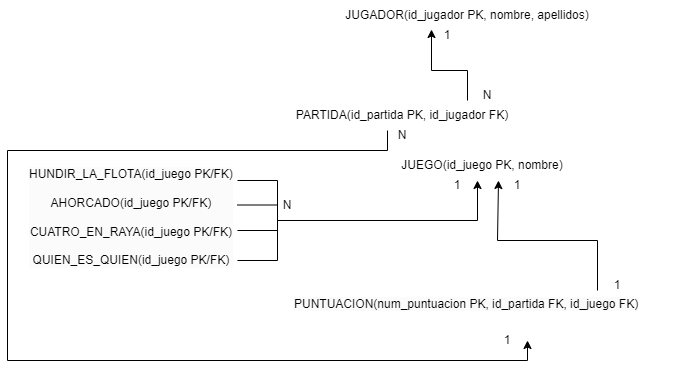 JUGADOR(id_jugador PK, nombre, apellidos)
1
N
PARTIDA(id_partida PK, id_jugador FK)
N
JUEGO(id_juego PK, nombre)
HUNDIR_LA_FLOTA(id_juego PK/FK)
1
1
AHORCADO(id_juego PK/FK)
N
CUATRO_EN_RAYA(id_juego PK/FK)
QUIEN_ES_QUIEN(id_juego PK/FK)
1
PUNTUACION(num_puntuacion PK, id_partida FK, id_juego FK)
1